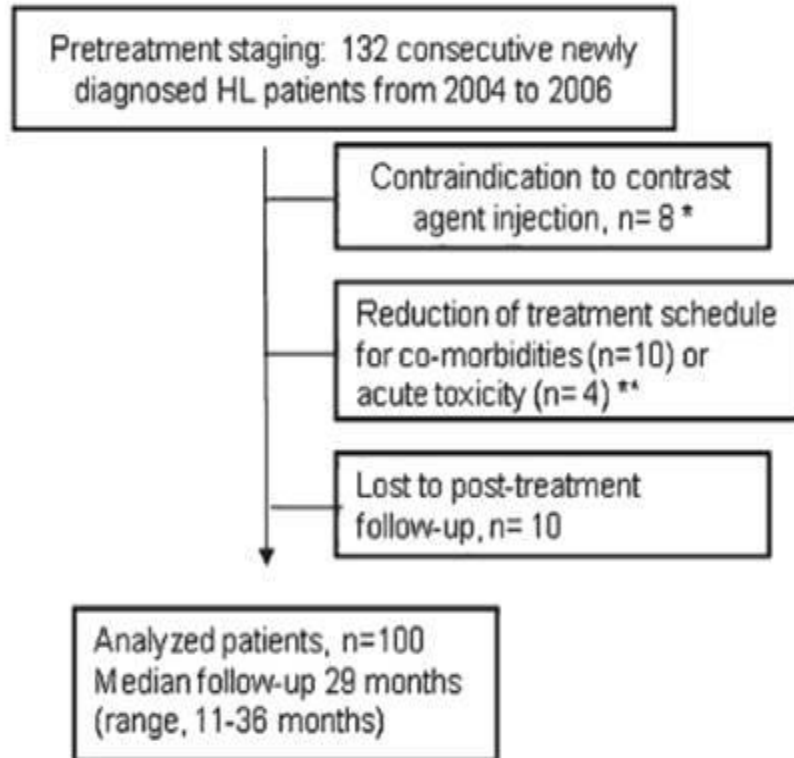 Pretreatment staging: 132 consecutive newly
diagnosed HL patients from 2004 to 2006
Contraindication to contrast
agent injection, n= 8 *
Reduction of treatment schedule
for co-morbidities (n=10) or
acute toxicity (n= 4) **
Lost to post-treatment
follow-up, n= 10
Analyzed patients, n=100
Median follow-up 29 months
(range, 11-36 months)